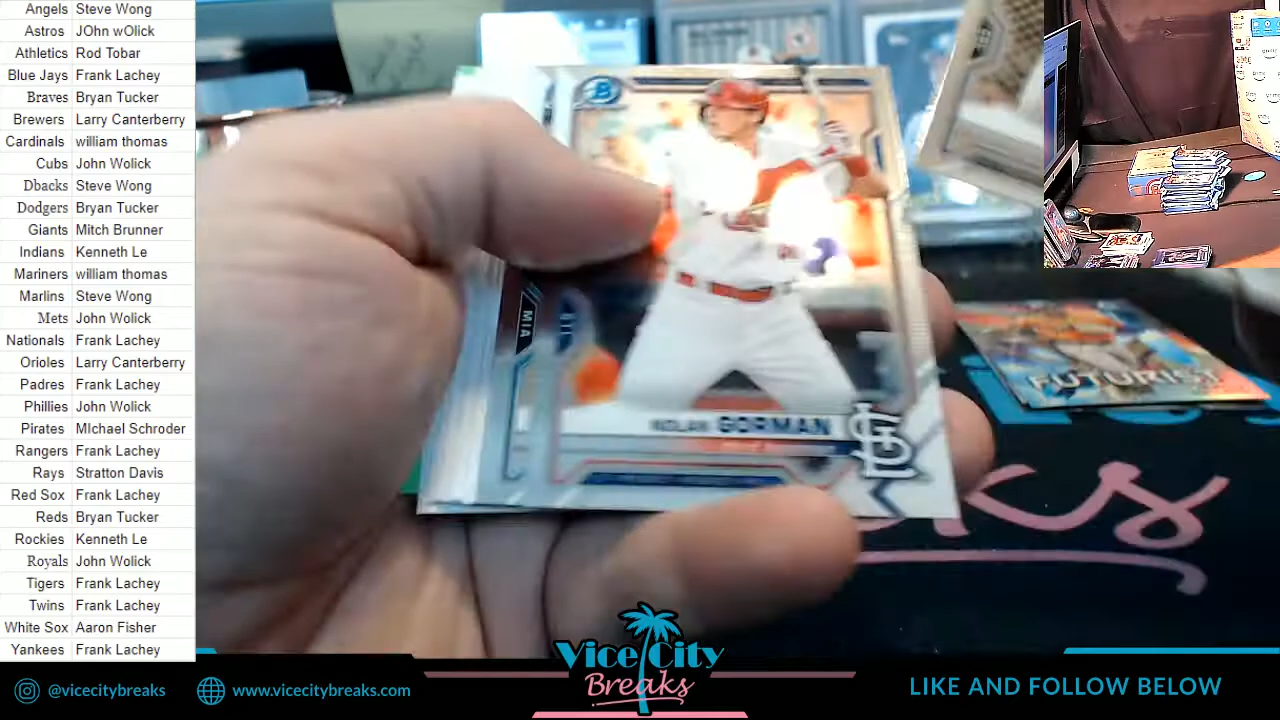 Angels Steve Wong
Astros JOhn wOlick
Athletics Rod Tobar
Blue Jays Frank Lachey
Braves Bryan Tucker
Brewers Larry Canterberry
Cardinals william thomas
Cubs John Wolick
Dbacks Steve Wong
Dodgers Bryan Tucker
Giants Mitch Brunner
Indians Kenneth Le
Mariners william thomas
Marlins Steve Wong
Mets John Wolick
Nationals Frank Lachey
Orioles Larry Canterberry
Padres Frank Lachey
Phillies John Wolick
Pirates MIchael Schroder
Rangers Frank Lachey
Rays Stratton Davis
Red Sox Frank Lachey
Reds Bryan Tucker
Rockies Kenneth Le
Royals John Wolick
Tigers Frank Lachey
Twins Frank Lachey
White Sox Aaron Fisher
Yankees Frank Lachey
B
MIA
STL
NOLAN GORMAN
FUTURIST
@vicecitybreaks
www.vicecitybreaks.com
Vice City
Breaks
LIKE AND FOLLOW BELOW